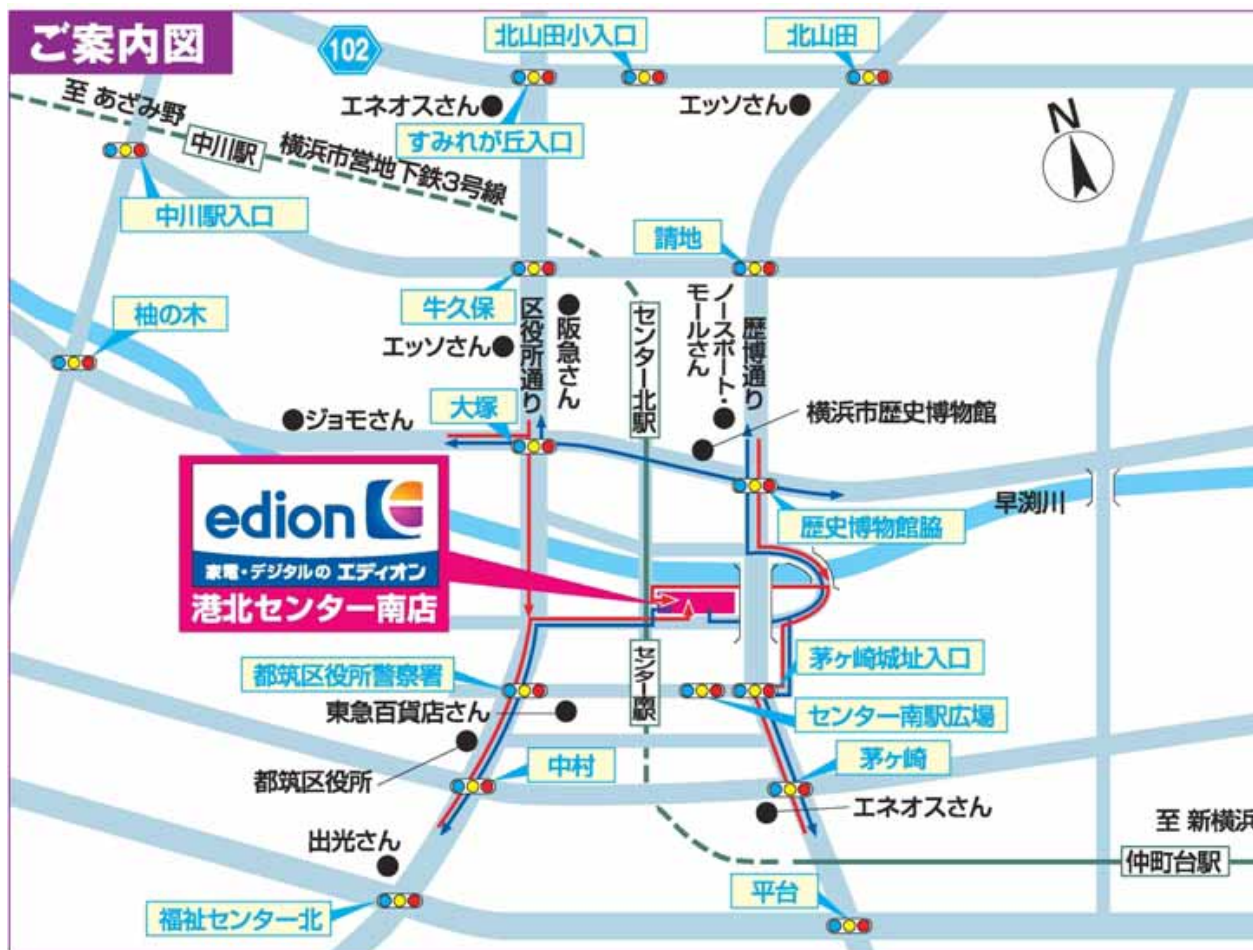 ご案内図
102
北山田小入口
北山田
至 あざみ野
エネオスさん
エッソさん
すみれが丘入口
N
中川駅
横浜市営地下鉄3号線
中川駅入口
請地
柚の木
牛久保
区役所通り
阪急さん
センター北駅
ノースポート・
モールさん
歴博通り
エッソさん
大塚
ジョモさん
横浜市歴史博物館
edion
家電・デジタルの エディオン
港北センター南店
早渕川
歴史博物館脇
都筑区役所警察署
センター南駅
茅ヶ崎城址入口
東急百貨店さん
センター南駅広場
都筑区役所
中村
茅ヶ崎
エネオスさん
至 新横浜
出光さん
仲町台駅
福祉センター北
平台